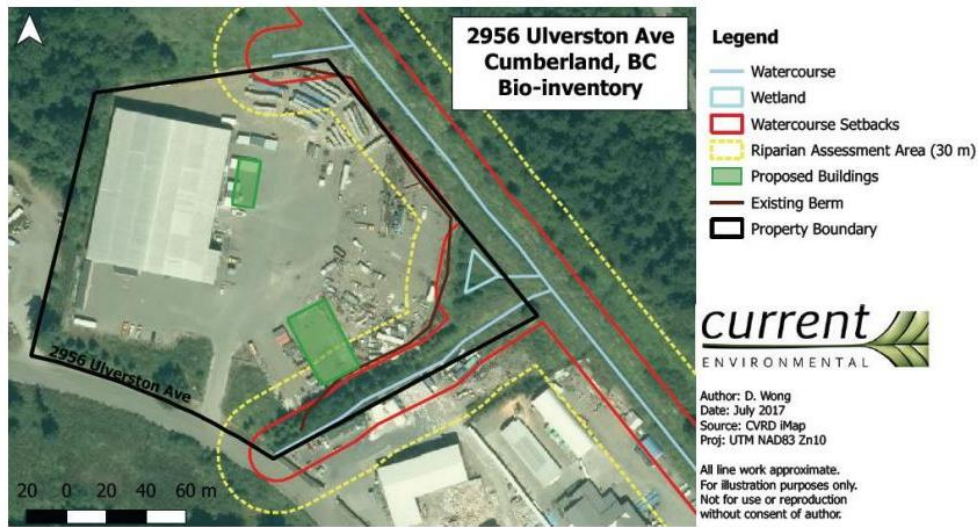 2956 Ulverston Ave
Cumberland, BC
Bio-inventory
2956 Ulverston Ave
20 0 20 40 60 m
Legend
Watercourse
Wetland
Watercourse Setbacks
Riparian Assessment Area (30 m)
Proposed Buildings
Existing Berm
Property Boundary
current
ENVIRONMENTAL
Author: D. Wong
Date: July 2017
Source: CVRD iMap
Proj: UTM NAD83 Zn10
All line work approximate.
For illustration purposes only.
Not for use or reproduction
without consent of author.